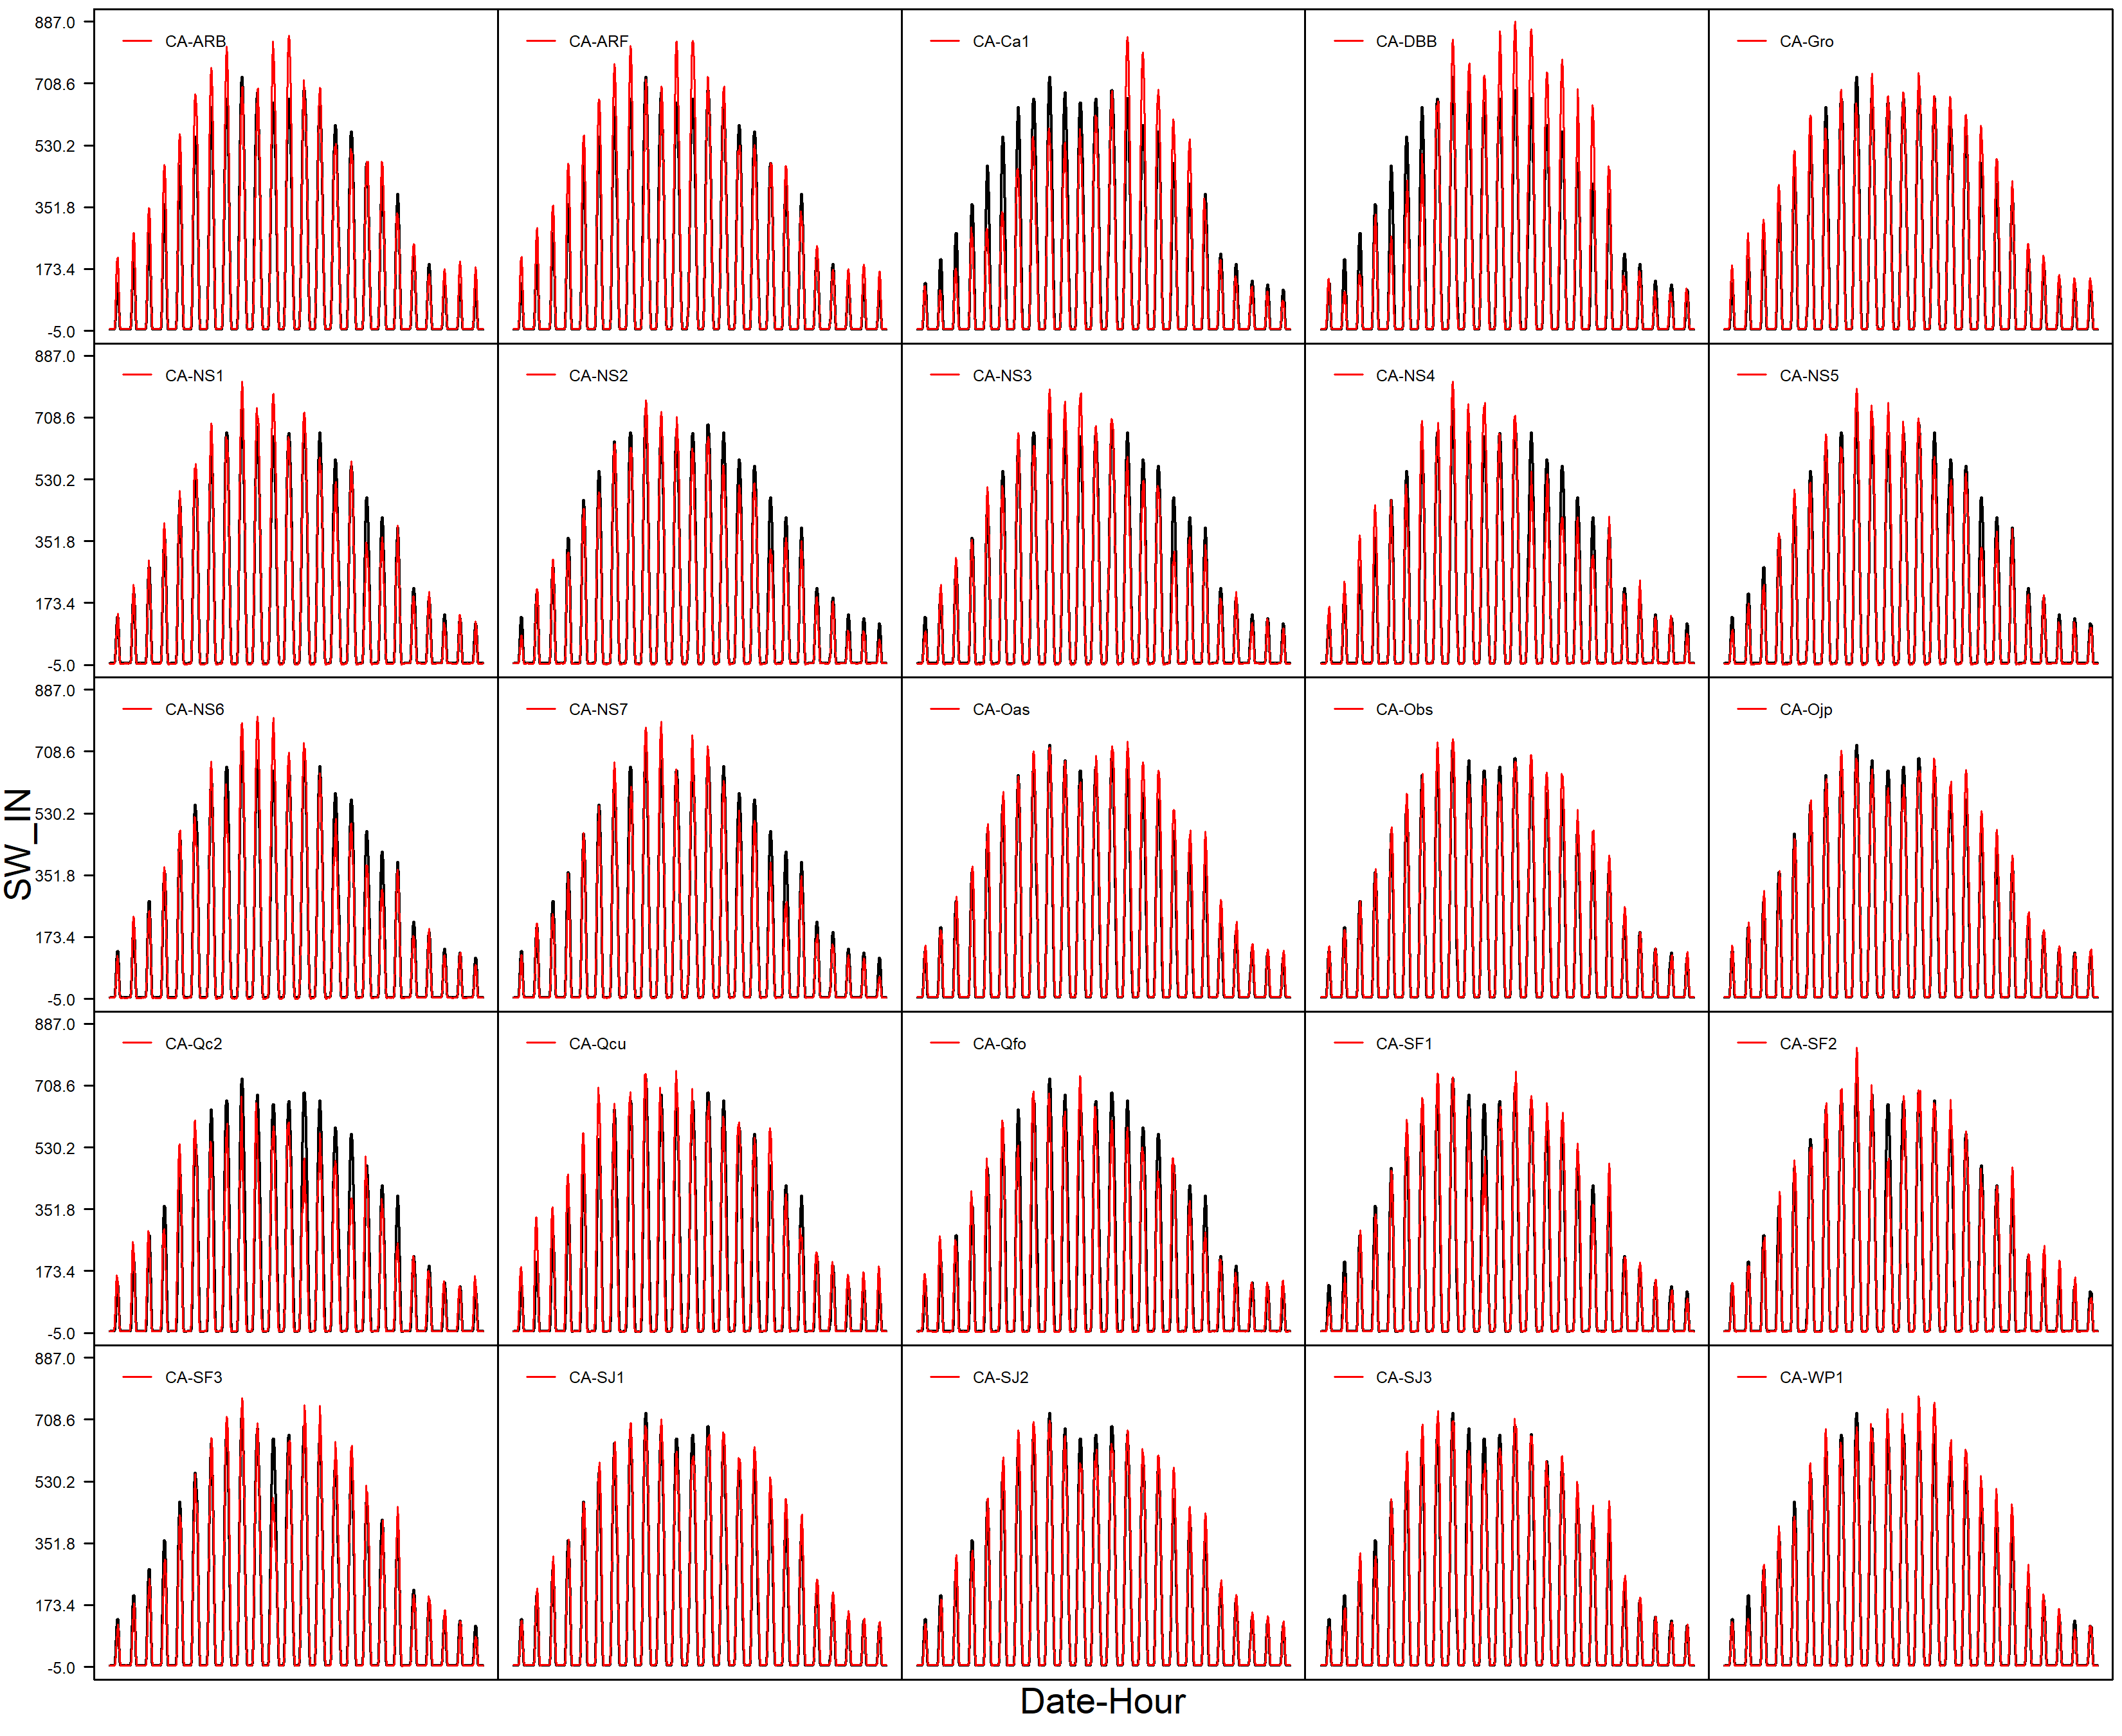 887.0
708.6
530.2
351.8
173.4
-5.0
CA-ARB
CA-ARF
CA-Ca1
CA-DBB
CA-Gro
887.0
708.6
530.2
351.8
173.4
-5.0
CA-NS1
CA-NS2
CA-NS3
CA-NS4
CA-NS5
887.0
708.6
530.2
351.8
173.4
-5.0
CA-NS6
CA-NS7
CA-Oas
CA-Obs
CA-Ojp
SW_IN
887.0
708.6
530.2
351.8
173.4
-5.0
CA-Qc2
CA-Qcu
CA-Qfo
CA-SF1
CA-SF2
887.0
708.6
530.2
351.8
173.4
-5.0
CA-SF3
CA-SJ1
CA-SJ2
CA-SJ3
CA-WP1
Date-Hour